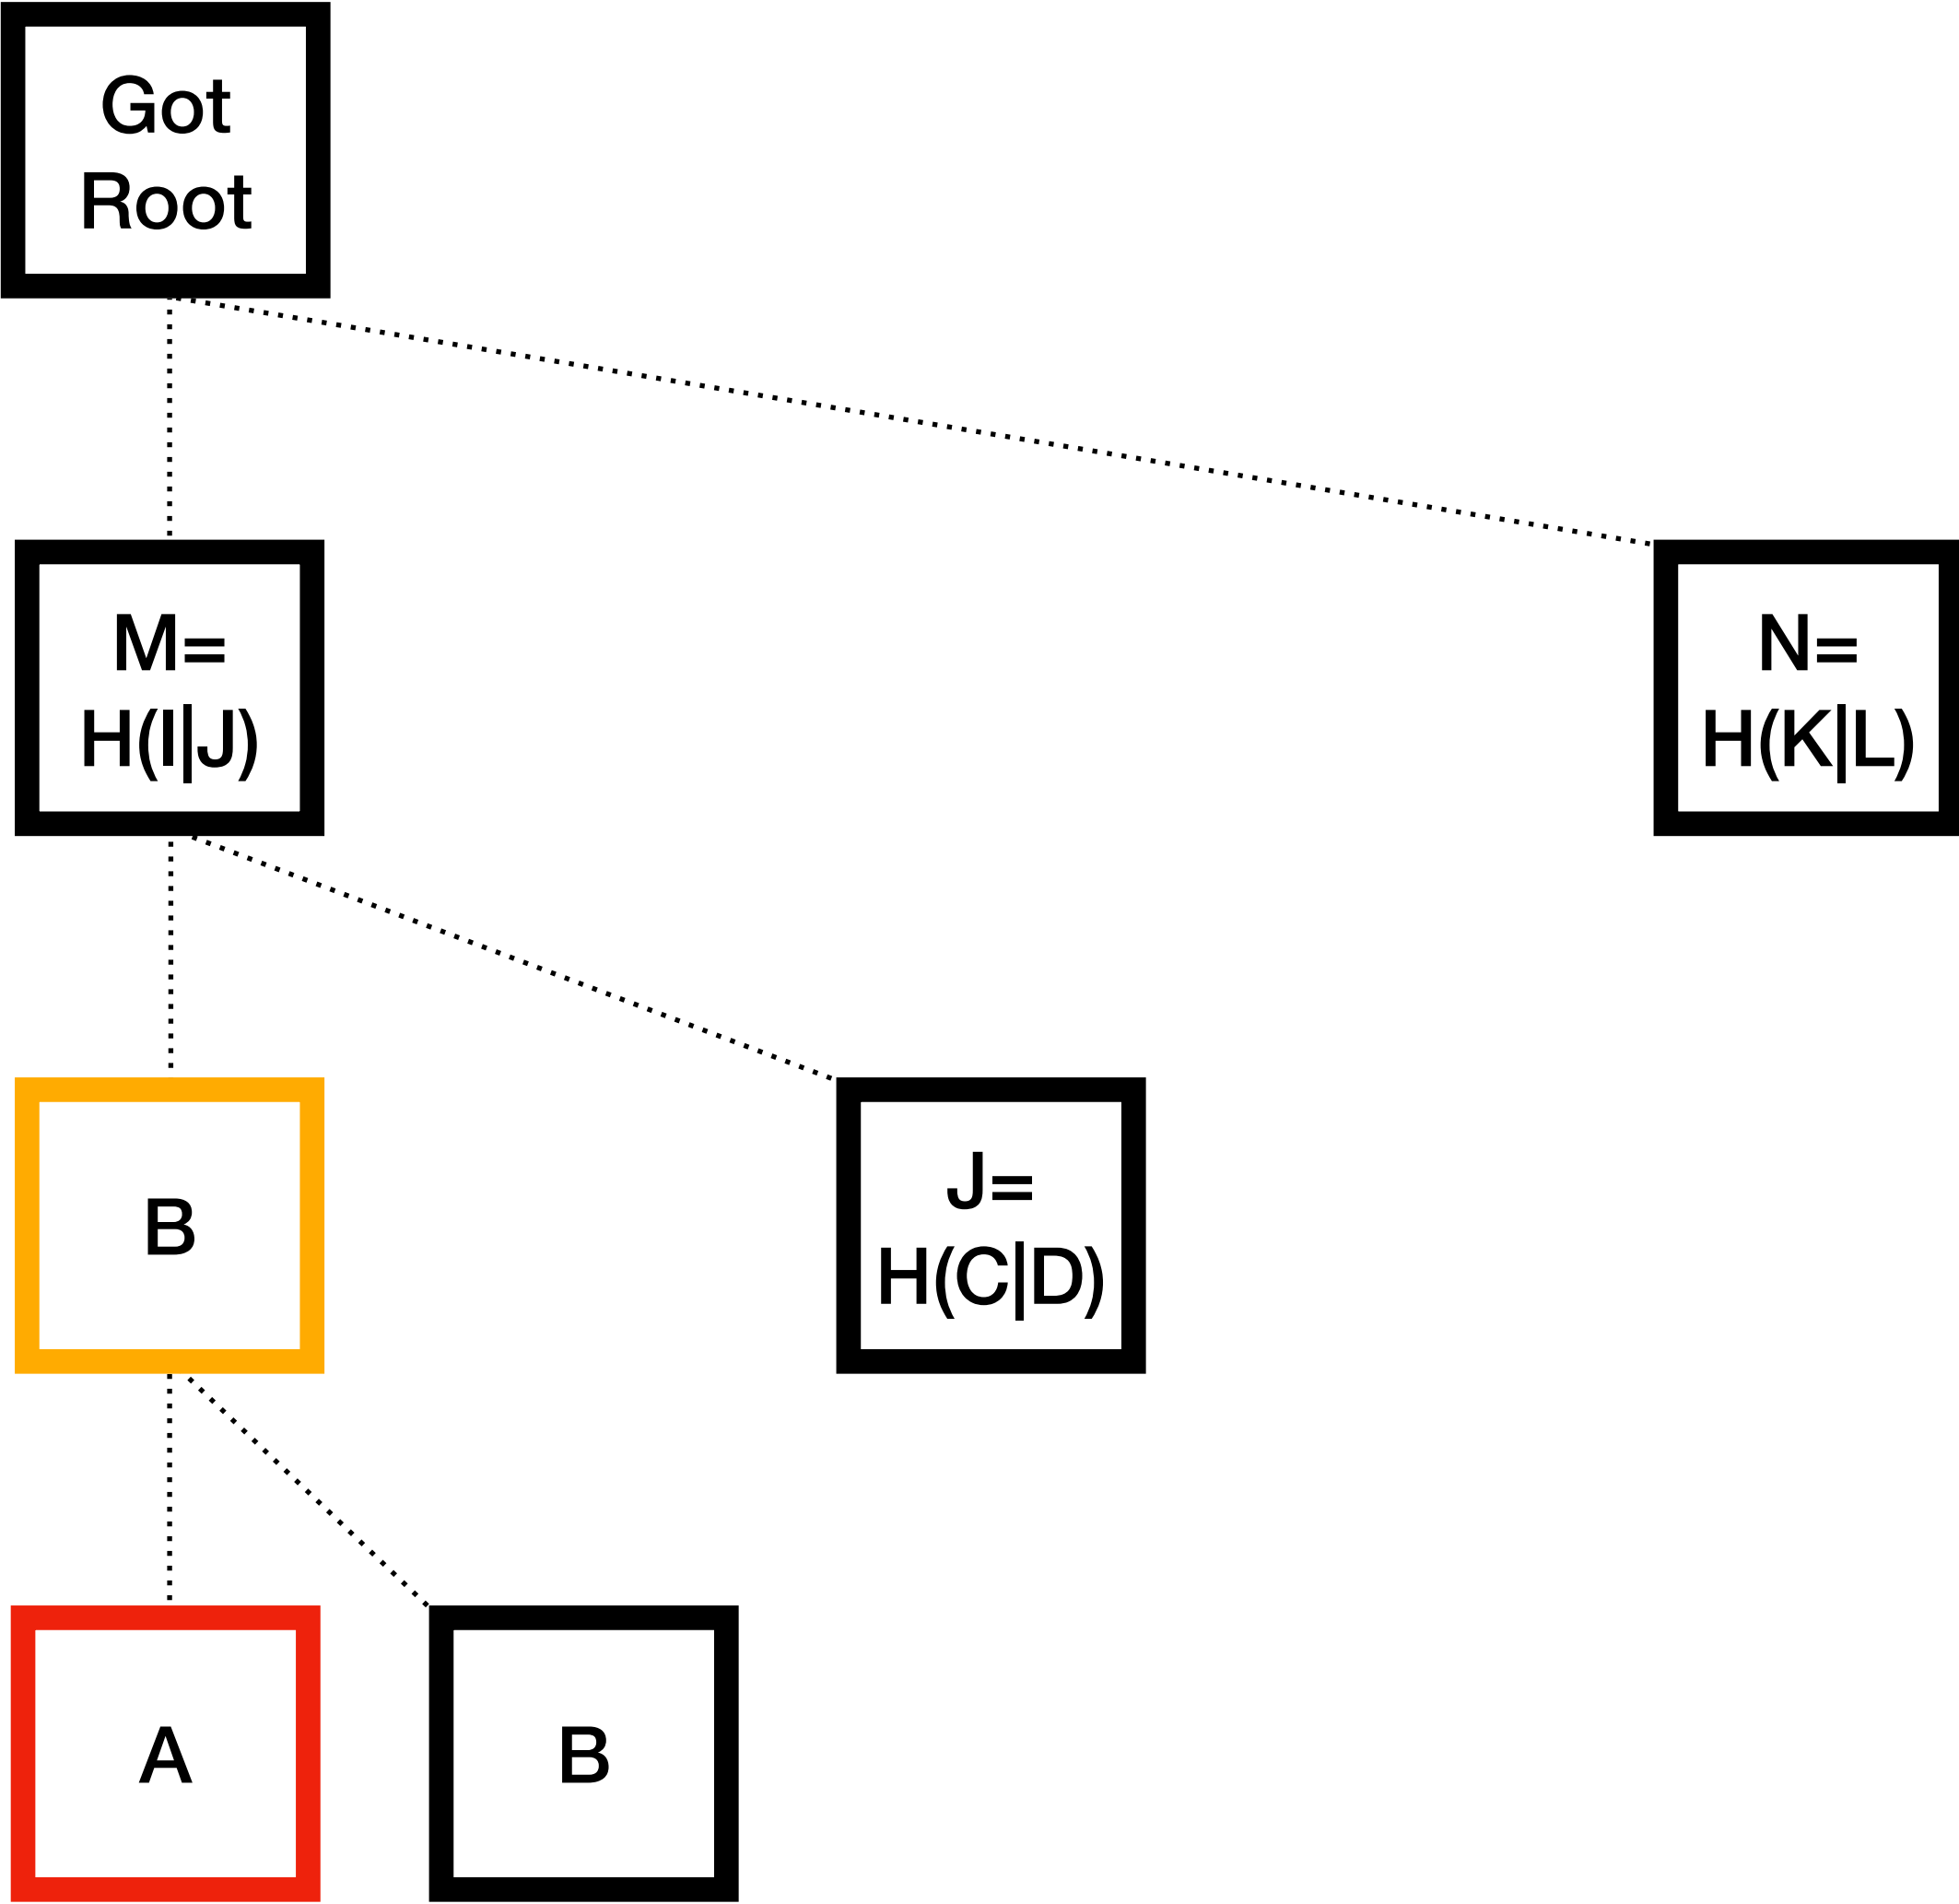 Got
Root
M=
H(I|J)
N=
H(K|L)
B
J=
H(C|D)
A
B